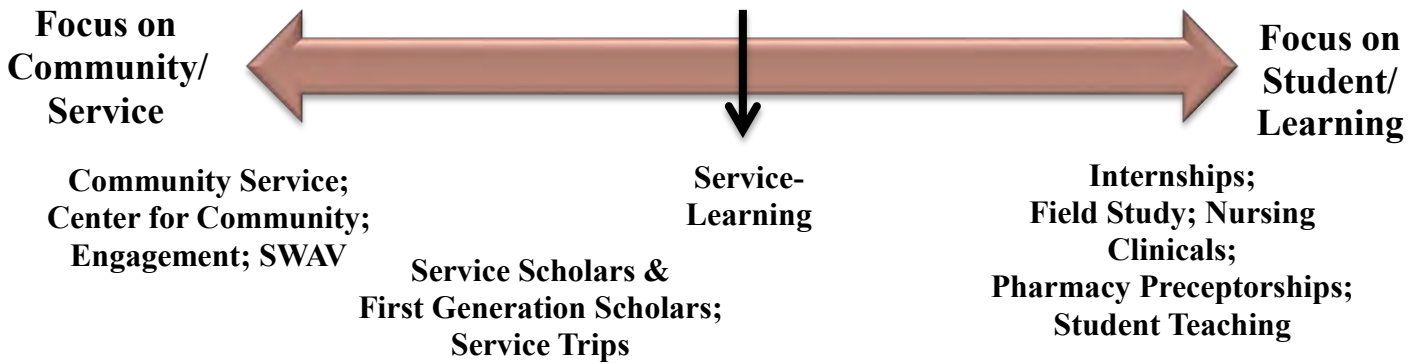 Focus on
Community/
Service
Focus on
Student/
Learning
Community Service;
Center for Community;
Engagement; SWAV
Service Scholars &
First Generation Scholars;
Service Trips
Service-
Learning
Internships;
Field Study; Nursing
Clinicals;
Pharmacy Preceptorships;
Student Teaching